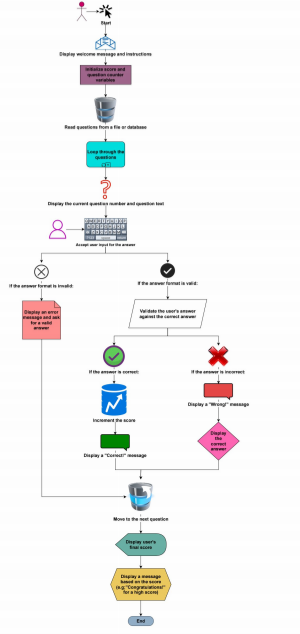 Start
Display welcome message and instructions
Initialize score and
question counter
variables
Read questions from a file or database
Loop through the
questions
Display the current question number and question text
Accept user input for the answer
If the answer format is invalid:
If the answer format is valid:
Display an error
message and ask
for a valid
answer
Validate the user's answer
against the correct answer
If the answer is correct:
If the answer is incorrect:
Increment the score
Display a "Wrong!" message
Display a "Correct!" message
Display
the
correct
answer
Move to the next question
Display user's
final score
Display a message
based on the score
(e.g."Congratulations!"
for a high score)
End